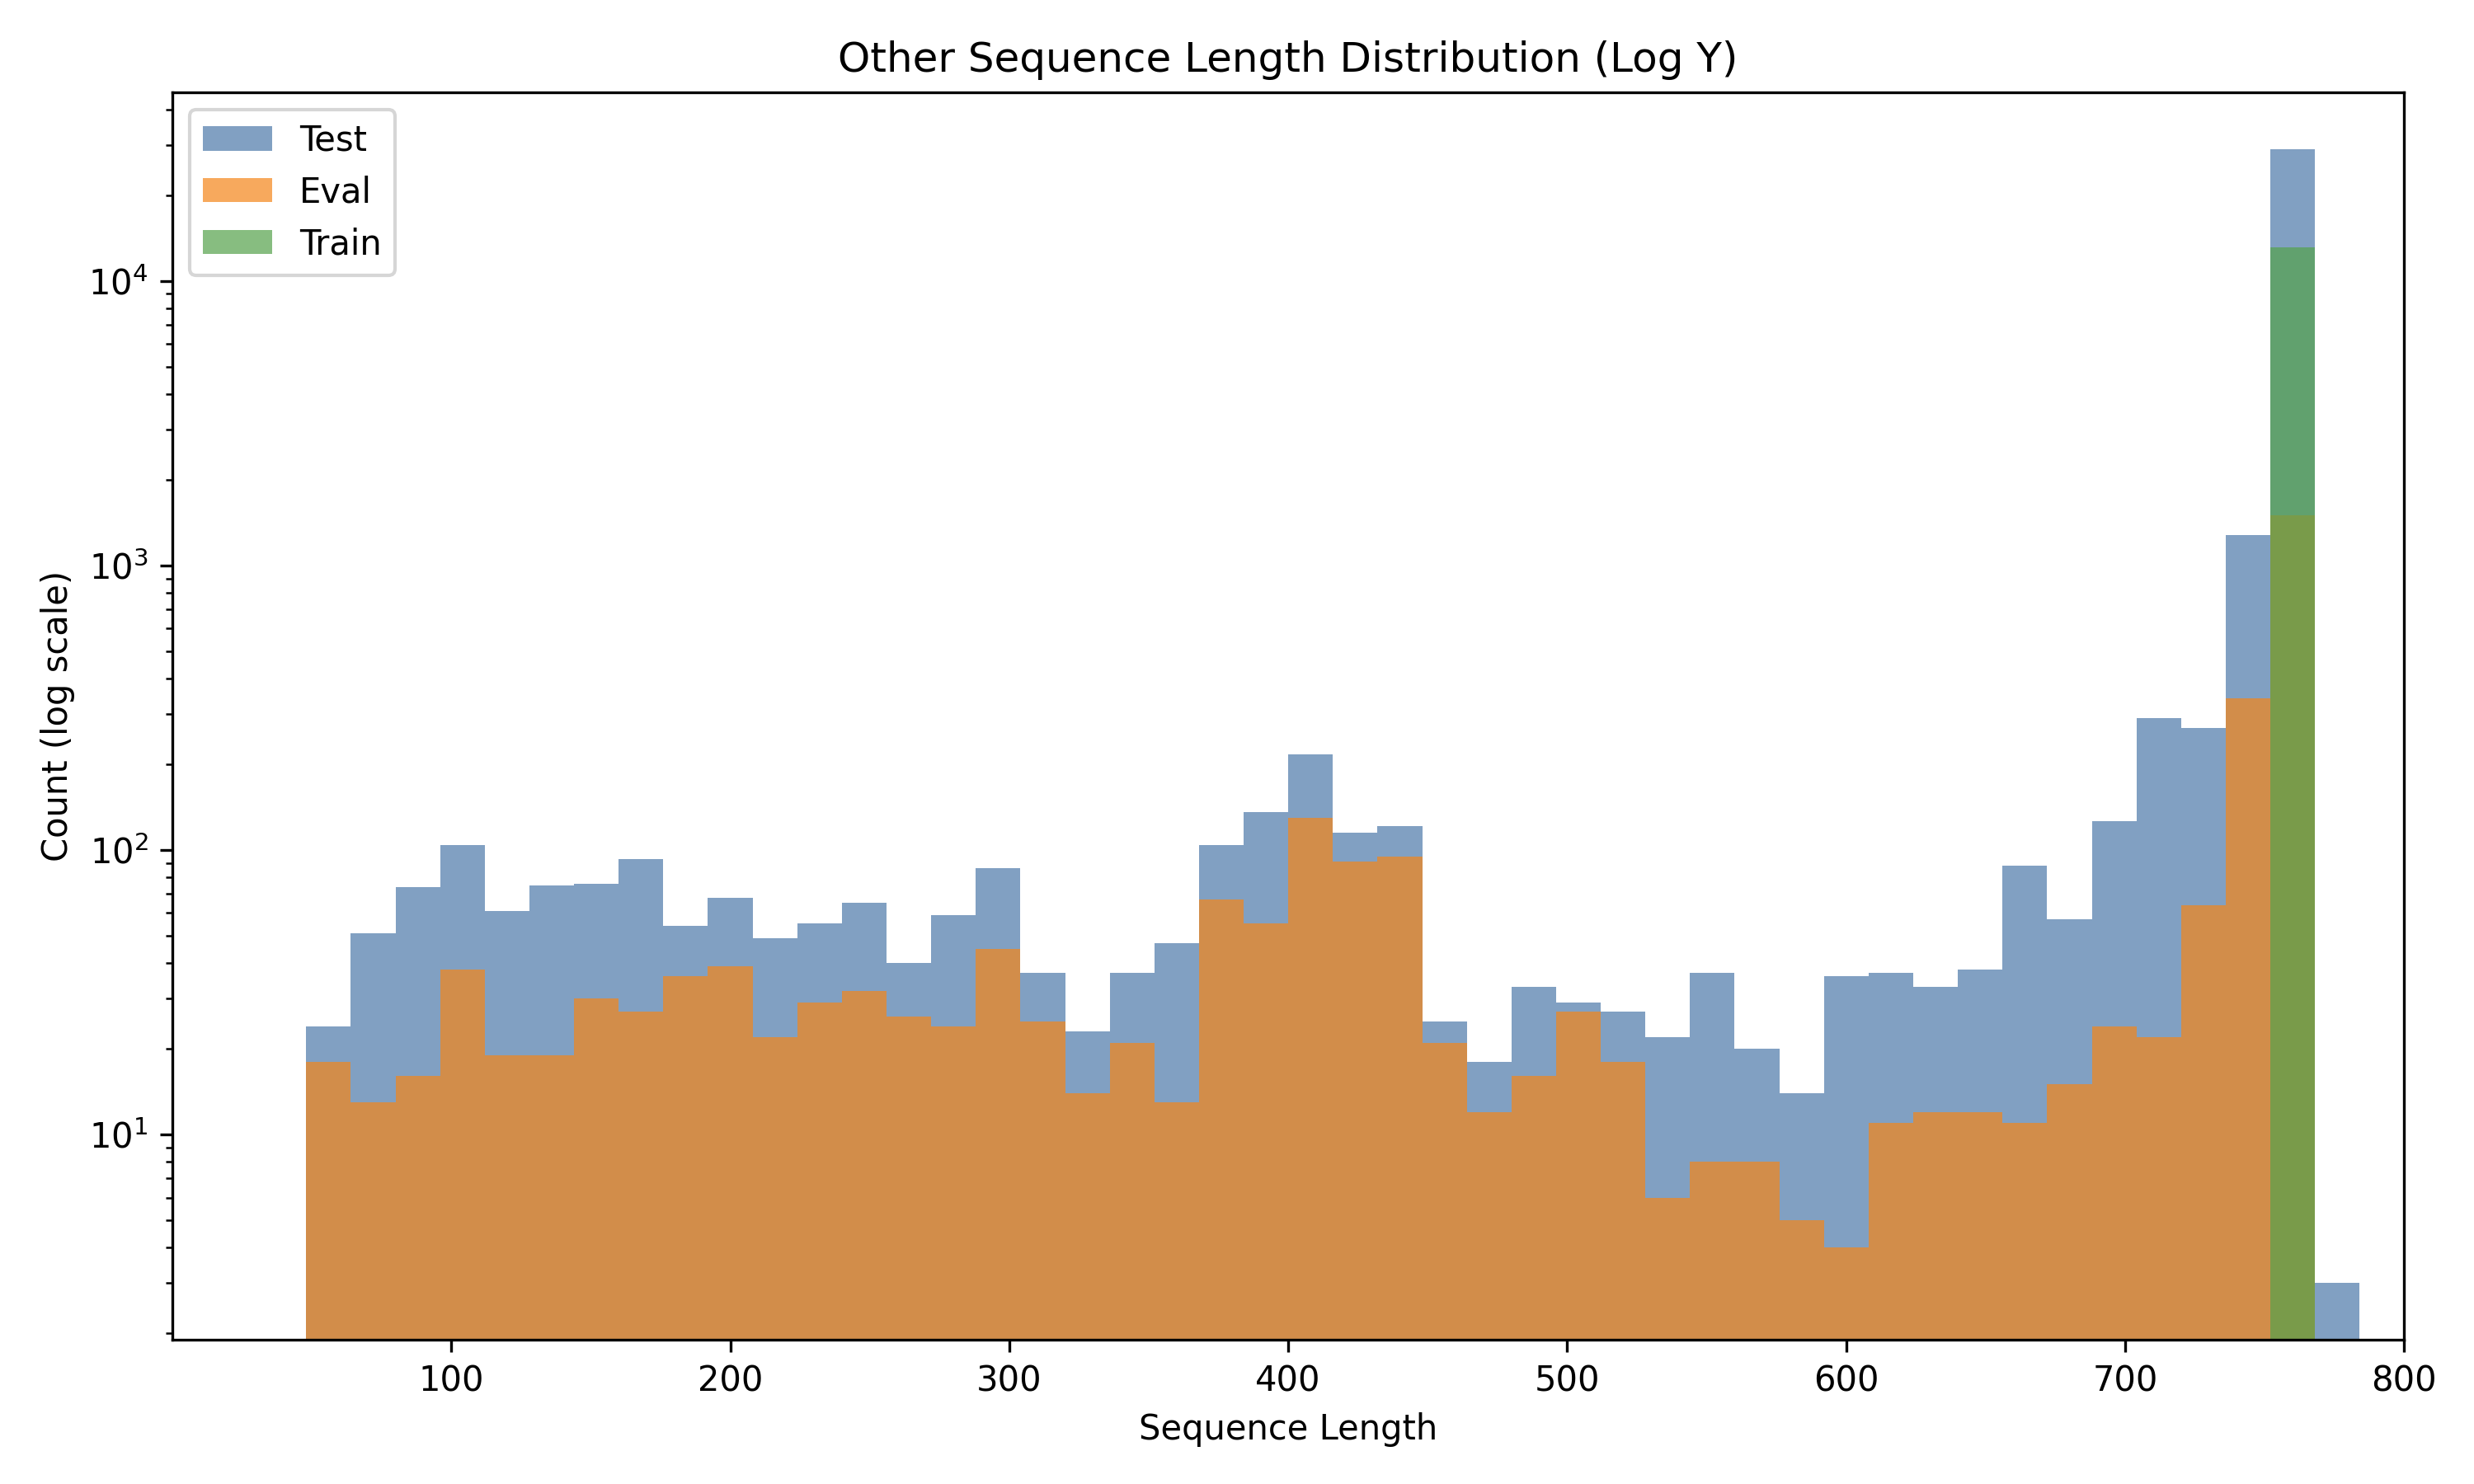 Other Sequence Length Distribution (Log Y)
Test
Eval
Train
10⁴
10³
10²
10¹
Count (log scale)
100 200 300 400 500 600 700 800
Sequence Length